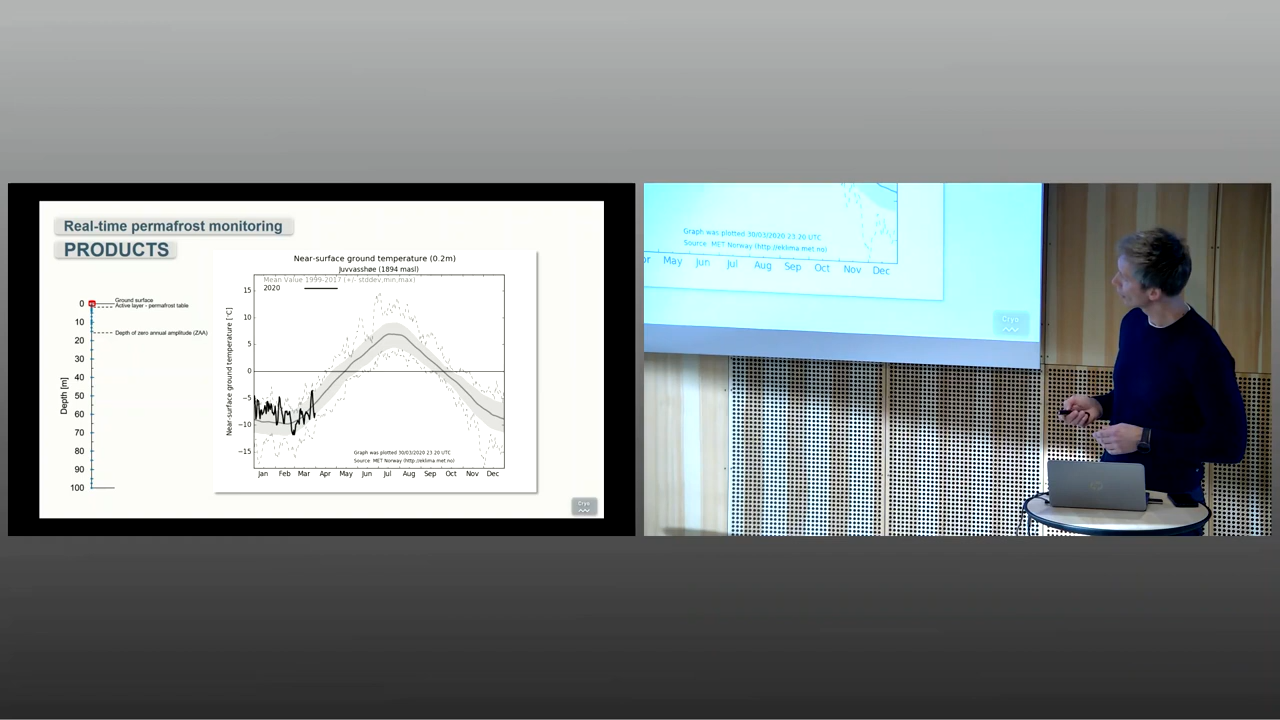 Real-time permafrost monitoring
PRODUCTS
0
10
20
30
40
50
60
70
80
90
100
Depth [m]
Ground surface
Active layer - permafrost table
Depth of zero annual amplitude (ZAA)
Near-surface ground temperature (0.2m)
Juvvasshøe (1894 masl)
Mean Value 1999-2017 (+/- stddev,min,max)
2020
15
10
5
0
−5
−10
−15
Near-surface ground temperature [°C]
Graph was plotted 30/03/2020 23 20 UTC
Source: MET Norway (http://eklima.met.no)
Jan Feb Mar Apr May Jun Jul Aug Sep Oct Nov Dec
Cryo
Graph was plotted 30/03/2020 23 20 UTC
Source: MET Norway (http://eklima.met.no)
or May Jun Jul Aug Sep Oct Nov Dec
Cryo
hp